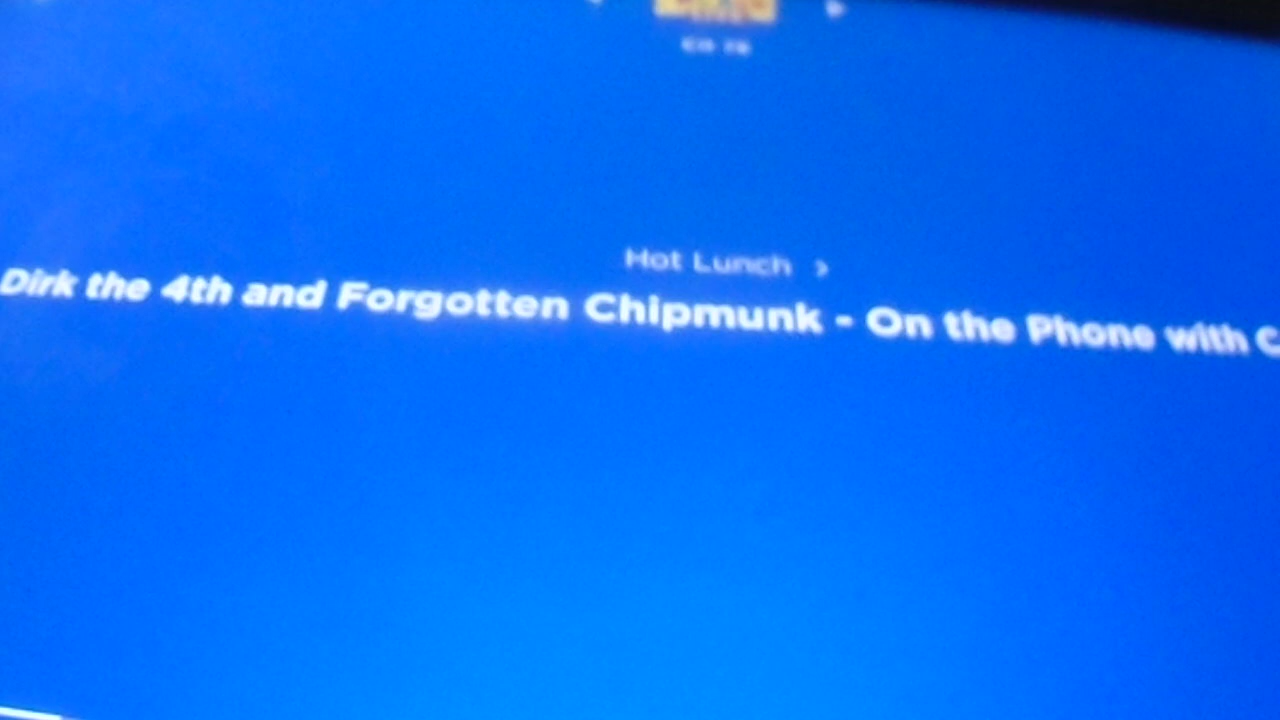 Hot Lunch >
Dirk the 4th and Forgotten Chipmunk - On the Phone with C